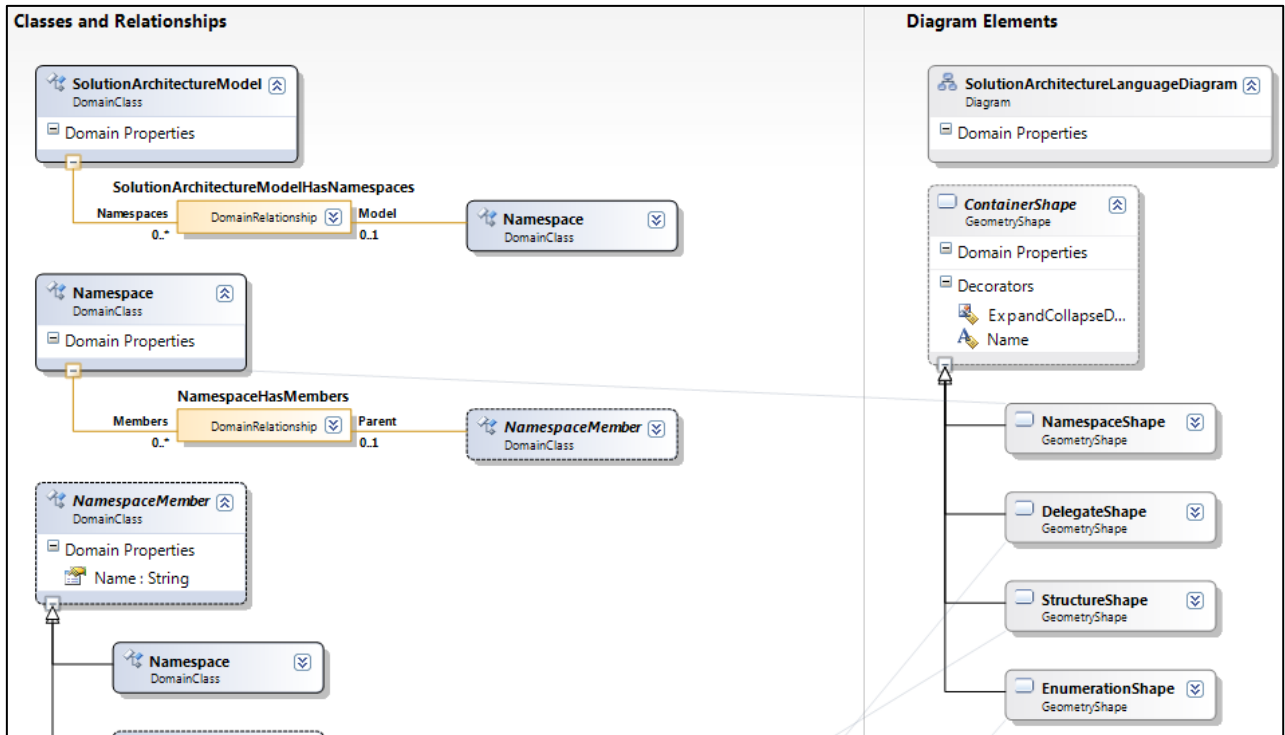 Classes and Relationships
SolutionArchitectureModel
DomainClass
Domain Properties
SolutionArchitectureModelHasNamespaces
Namespaces
DomainRelationship
Model
0..*
0..1
Namespace
DomainClass
Namespace
DomainClass
Domain Properties
NamespaceHasMembers
Members
DomainRelationship
Parent
0..*
0..1
NamespaceMember
DomainClass
NamespaceMember
DomainClass
Domain Properties
Name : String
Namespace
DomainClass
Diagram Elements
SolutionArchitectureLanguageDiagram
Diagram
Domain Properties
ContainerShape
GeometryShape
Domain Properties
Decorators
ExpandCollapseD...
Name
NamespaceShape
GeometryShape
DelegateShape
GeometryShape
StructureShape
GeometryShape
EnumerationShape
GeometryShape